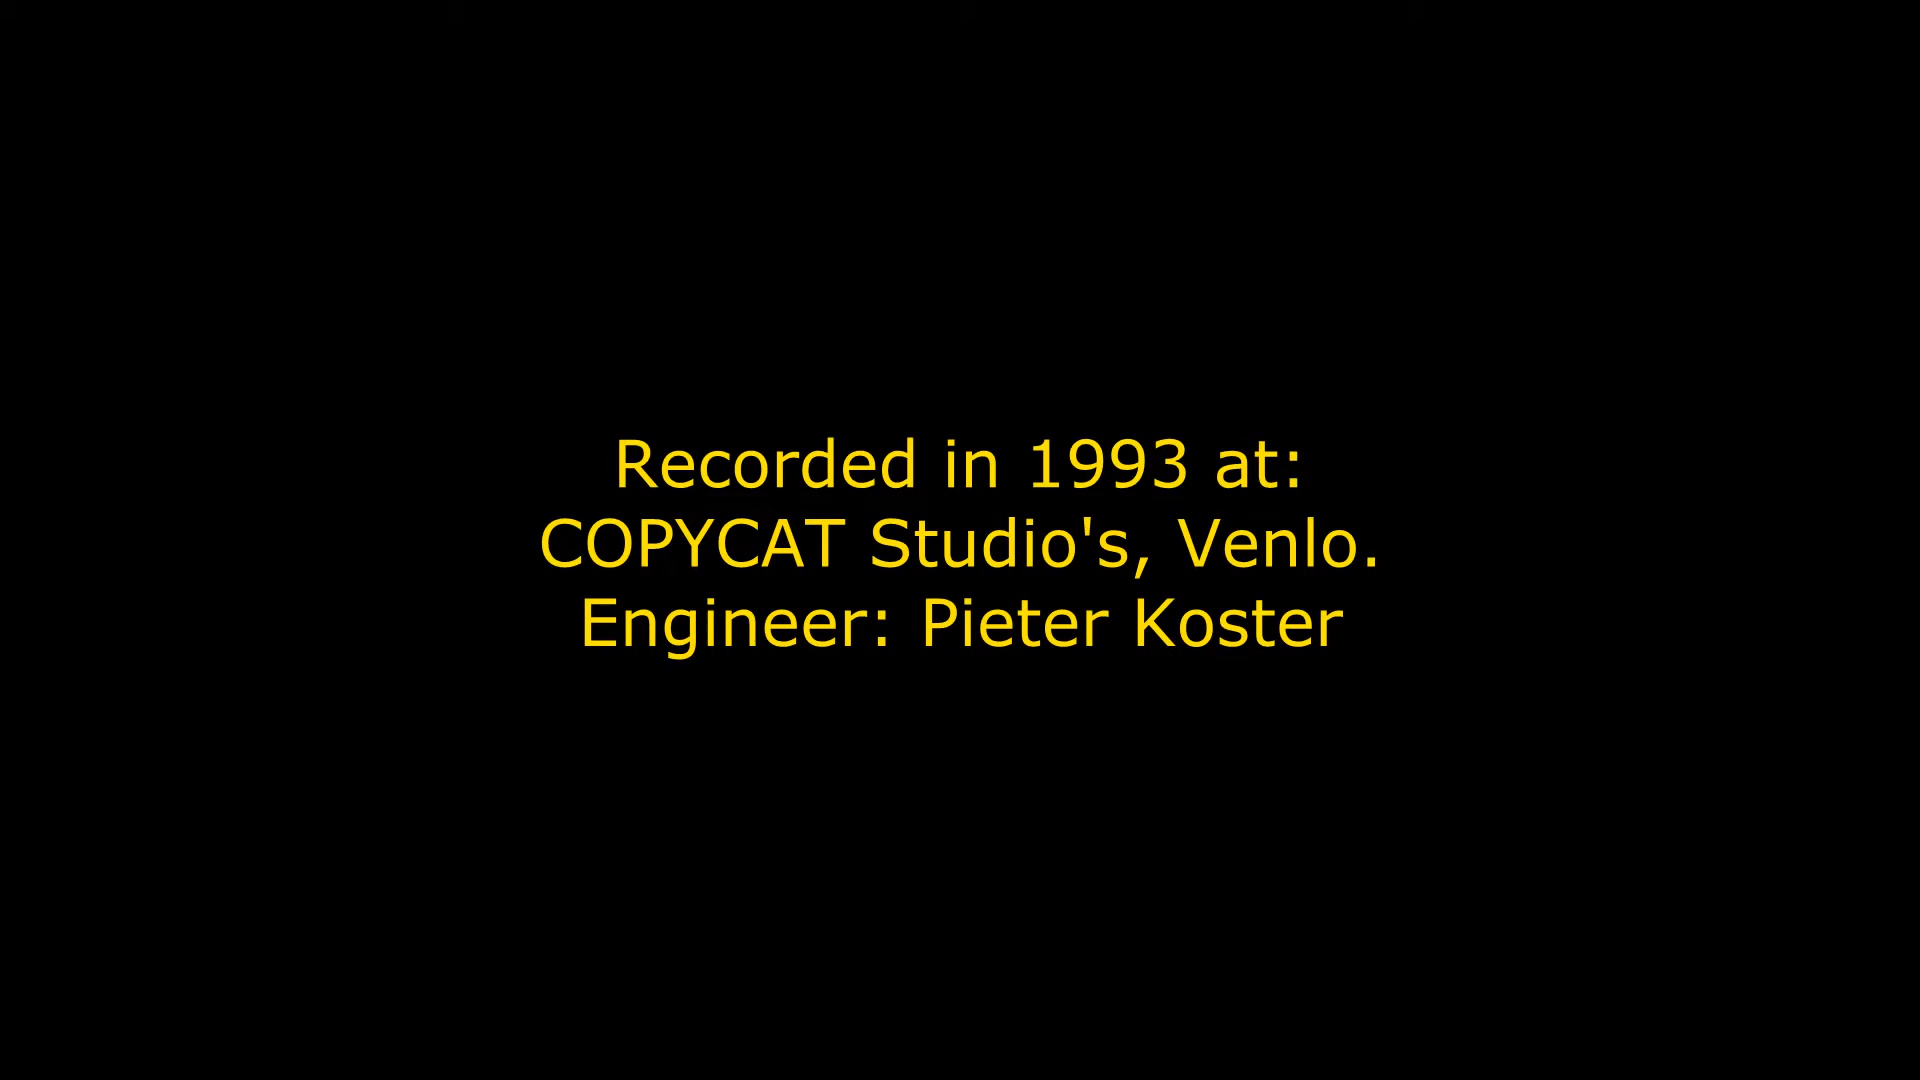 Recorded in 1993 at:
COPYCAT Studio's, Venlo.
Engineer: Pieter Koster